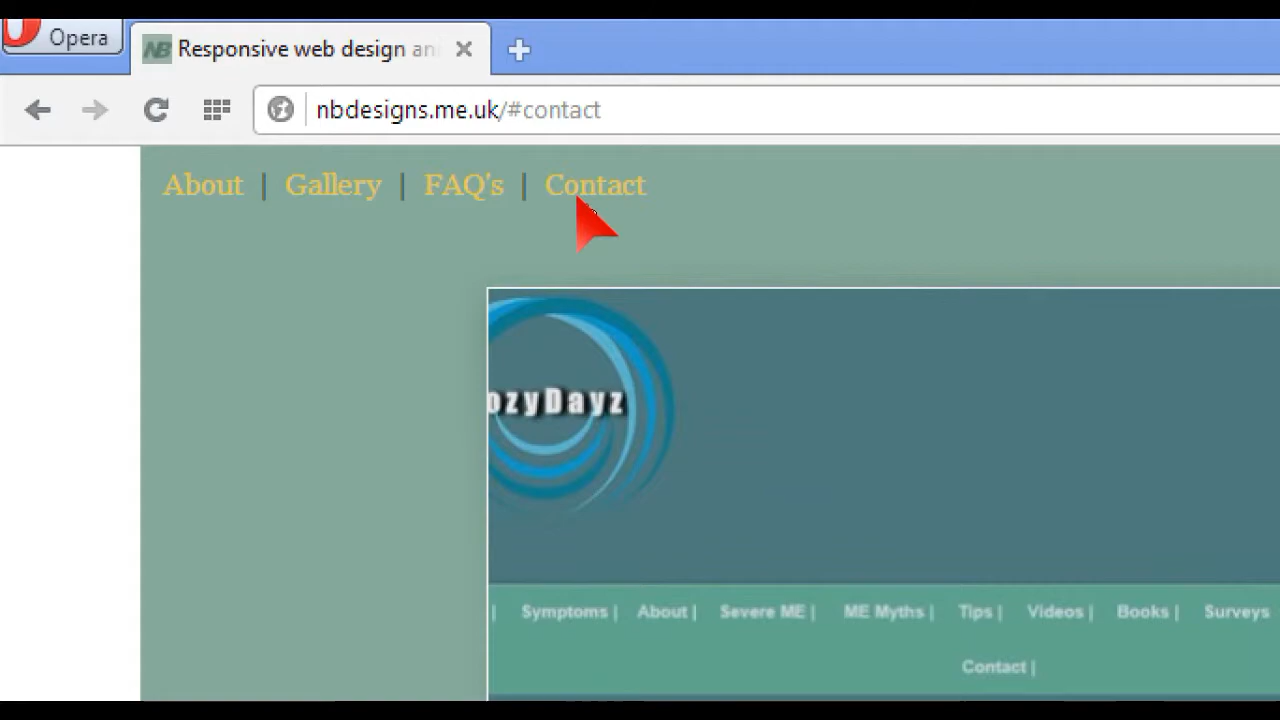 Opera
NB Responsive web design an
nbdesigns.me.uk/#contact
About | Gallery | FAQ's | Contact
ozyDayz
| Symptoms | About | Severe ME | ME Myths | Tips | Videos | Books | Surveys
Contact |